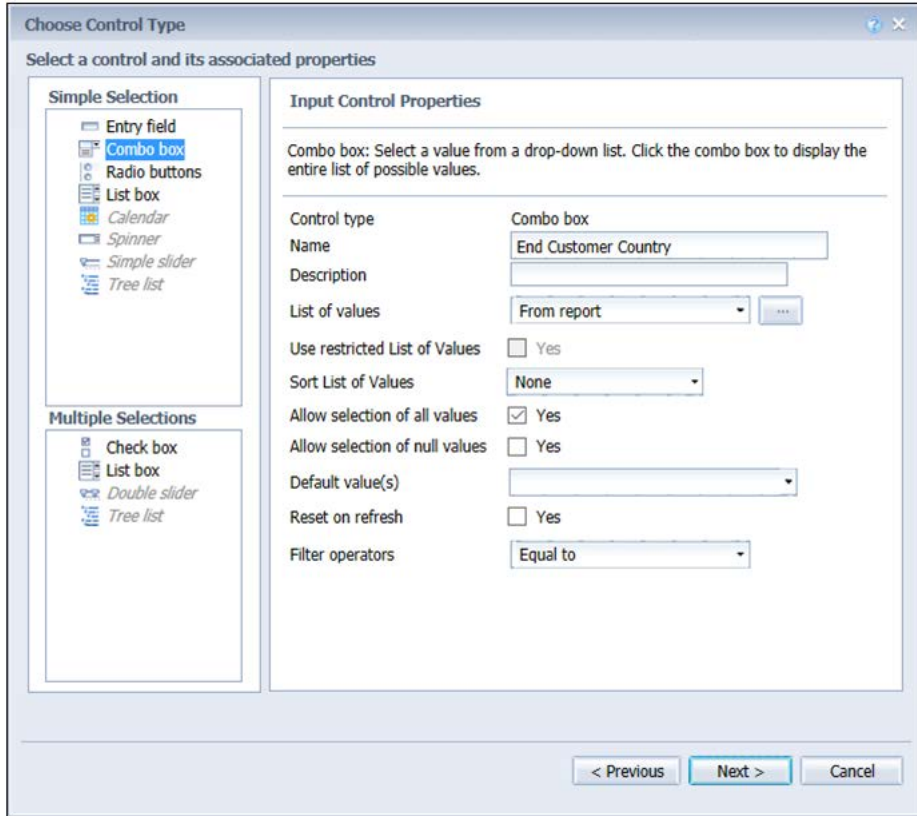 Choose Control Type
Select a control and its associated properties
Simple Selection
Entry field
Combo box
Radio buttons
List box
Calendar
Spinner
Simple slider
Tree list
Multiple Selections
Check box
List box
Double slider
Tree list
Input Control Properties
Combo box: Select a value from a drop-down list. Click the combo box to display the
entire list of possible values.
Control type Combo box
Name End Customer Country
Description
List of values From report ...
Use restricted List of Values Yes
Sort List of Values None
Allow selection of all values Yes
Allow selection of null values Yes
Default value(s)
Reset on refresh Yes
Filter operators Equal to
< Previous Next > Cancel